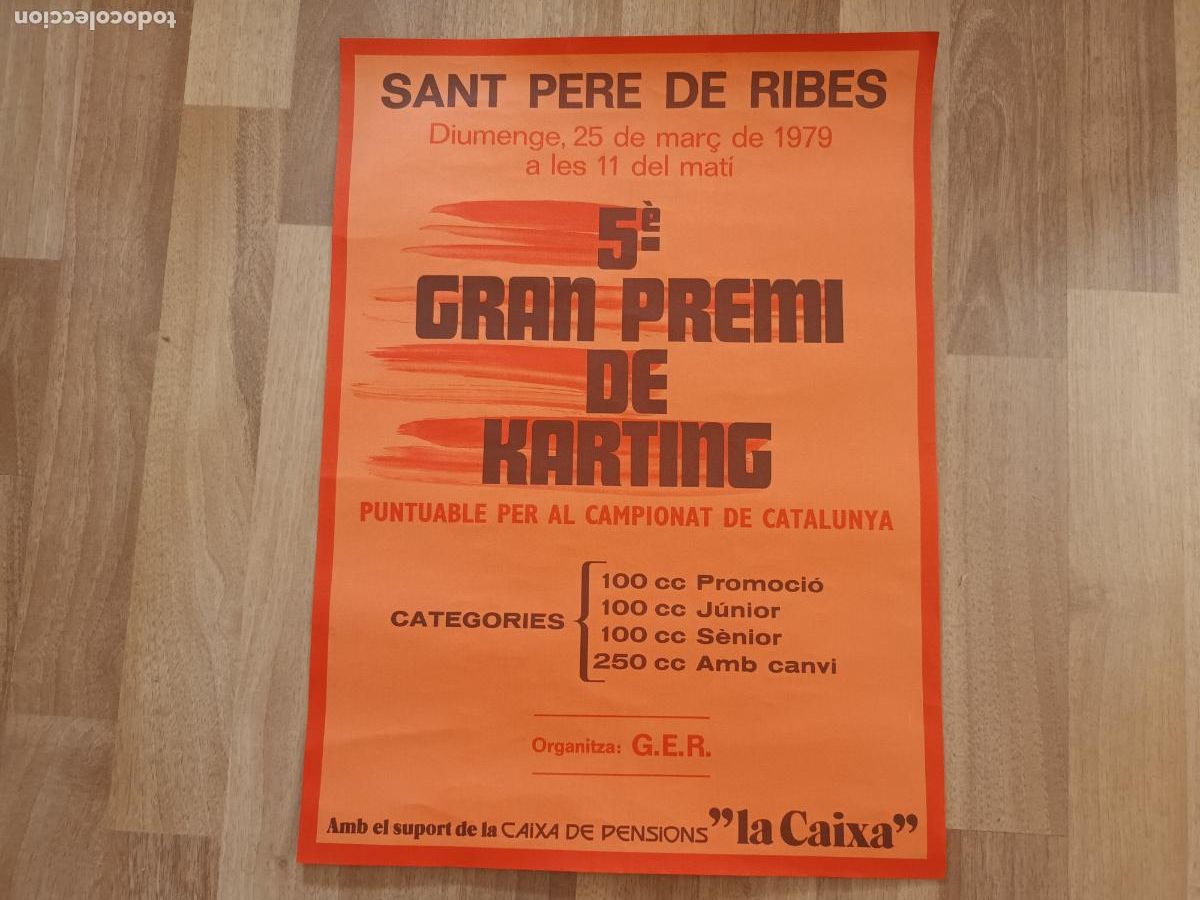 todocoleccion
SANT PERE DE RIBES
Diumenge, 25 de març de 1979
a les 11 del matí
5è
GRAN PREMI
DE
KARTING
PUNTUABLE PER AL CAMPIONAT DE CATALUNYA
CATEGORIES
100 cc Promoció
100 cc Júnior
100 cc Sènior
250 cc Amb canvi
Organitza: G.E.R.
Amb el suport de la CAIXA DE PENSIONS ”la Caixa”